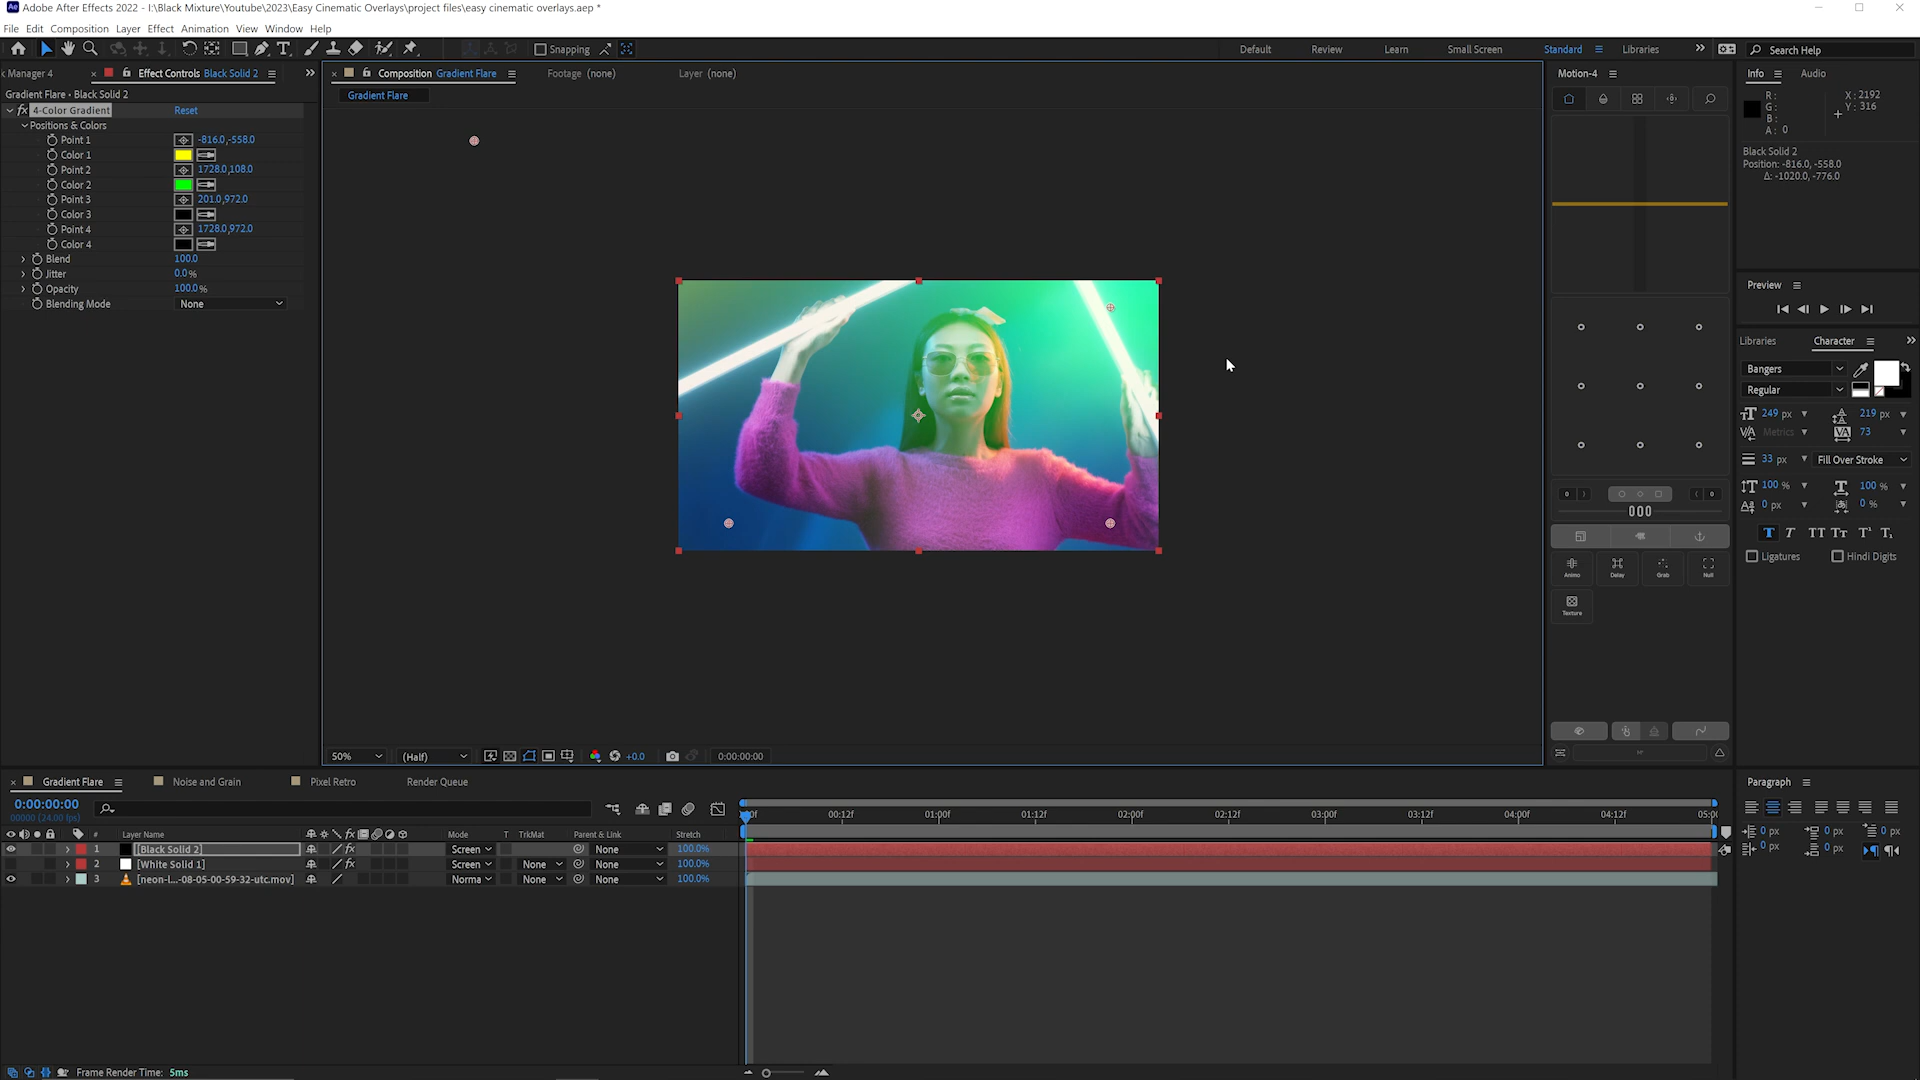 Adobe After Effects 2022 - I:\Black Mixture\Youtube\2023\Easy Cinematic Overlays\project files\easy cinematic overlays.aep *
File Edit Composition Layer Effect Animation View Window Help
Snapping
Default Review Learn Small Screen Standard Libraries Search Help
Manager 4 Effect Controls Black Solid 2
Composition Gradient Flare Footage (none) Layer (none)
Motion-4
Info Audio
Gradient Flare • Black Solid 2
Gradient Flare
fx 4-Color Gradient Reset
Positions & Colors
Point 1 -816.0,-558.0
Color 1
Point 2 1728.0,108.0
Color 2
Point 3 201.0,972.0
Color 3
Point 4 1728.0,972.0
Color 4
Blend 100.0
Jitter 0.0%
Opacity 100.0%
Blending Mode None
R: X: 2192
G: Y: 316
B:
A: 0
Black Solid 2
Position: -816.0, -558.0
Δ: -1020.0, -776.0
Preview
Libraries Character
Bangers
Regular
249 px 219 px
Metrics 73
33 px Fill Over Stroke
100 % 100 %
0 px 0 %
Ligatures Hindi Digits
0 0
000
Animo Delay Grab Null
Texture
50% (Half) +0.0 0:00:00:00
Gradient Flare Noise and Grain Pixel Retro Render Queue
0:00:00:00
00000 (24.00 fps)
# Layer Name Mode T TrkMat Parent & Link Stretch
00:12f 01:00f 01:12f 02:00f 02:12f 03:00f 03:12f 04:00f 04:12f
1 [Black Solid 2] Screen None 100.0%
2 [White Solid 1] Screen None None 100.0%
3 [neon-l...-08-05-00-59-32-utc.mov] Norma None None 100.0%
Paragraph
0 px 0 px 0 px
0 px 0 px
Frame Render Time: 5ms